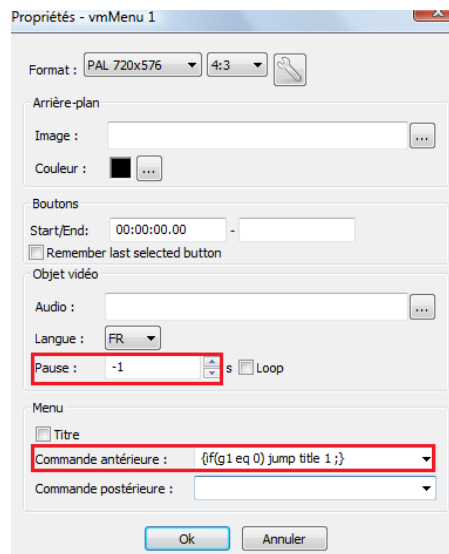 Propriétés - vmMenu 1
Format : PAL 720x576 4:3
Arrière-plan
Image : ...
Couleur : ...
Boutons
Start/End: 00:00:00.00 -
Remember last selected button
Objet vidéo
Audio : ...
Langue : FR
Pause : -1 s Loop
Menu
Titre
Commande antérieure : {if(g1 eq 0) jump title 1 ;}
Commande postérieure :
Ok Annuler